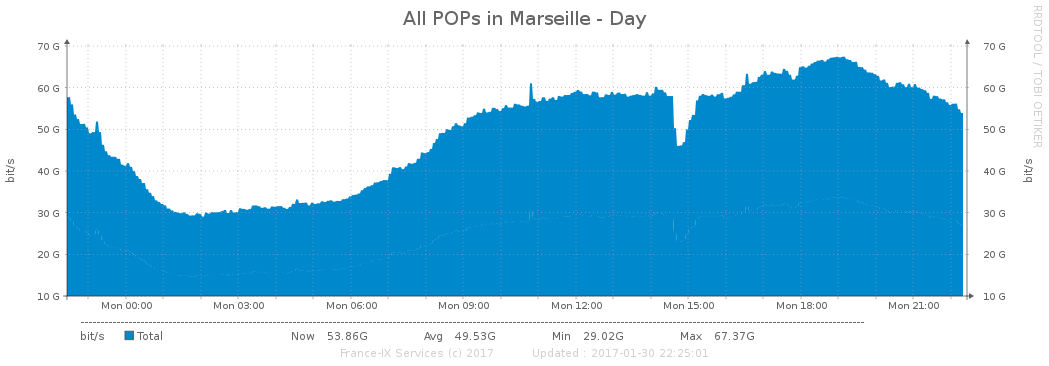 All POPs in Marseille - Day
RRDTOOL / TOBI OETIKER
bit/s
70 G
60 G
50 G
40 G
30 G
20 G
10 G
70 G
60 G
50 G
40 G
30 G
20 G
10 G
bit/s
Mon 00:00 Mon 03:00 Mon 06:00 Mon 09:00 Mon 12:00 Mon 15:00 Mon 18:00 Mon 21:00
bit/s Total Now 53.86G Avg 49.53G Min 29.02G Max 67.37G
France-IX Services (c) 2017 Updated : 2017-01-30 22:25:01